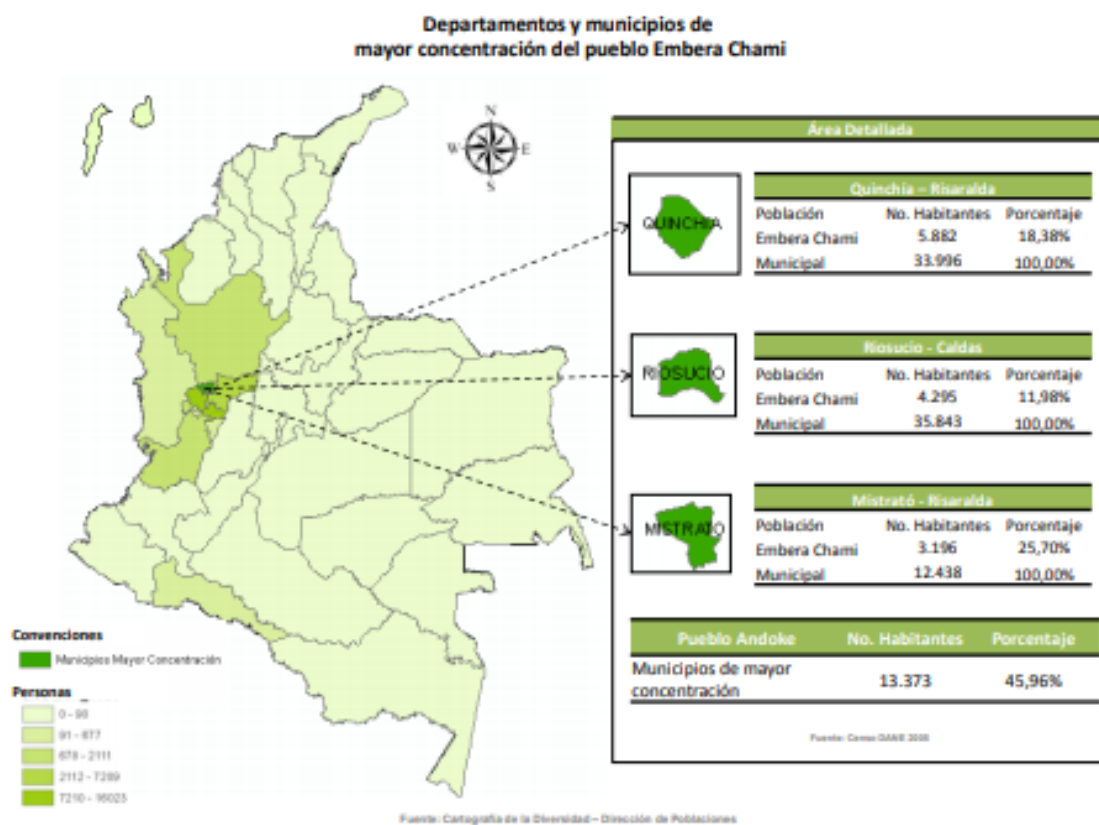 Departamentos y municipios de
mayor concentración del pueblo Embera Chami
N
W E
S
Área Detallada
QUINCHIA
Quinchia – Risaralda
Población No. Habitantes Porcentaje
Embera Chami 5.882 18,38%
Municipal 33.996 100,00%
RIOSUCIO
Riosucio - Caldas
Población No. Habitantes Porcentaje
Embera Chami 4.295 11,98%
Municipal 35.843 100,00%
MISTRATO
Mistrató - Risaralda
Población No. Habitantes Porcentaje
Embera Chami 3.196 25,70%
Municipal 12.438 100,00%
Pueblo Andoke No. Habitantes Porcentaje
Municipios de mayor
concentración 13.373 45,96%
Fuente: Censo DANE 2005
Convenciones
Municipios Mayor Concentración
Personas
0 - 90
91 - 677
678 - 2111
2112 - 7209
7210 - 16023
Fuente: Cartografía de la Diversidad – Dirección de Poblaciones